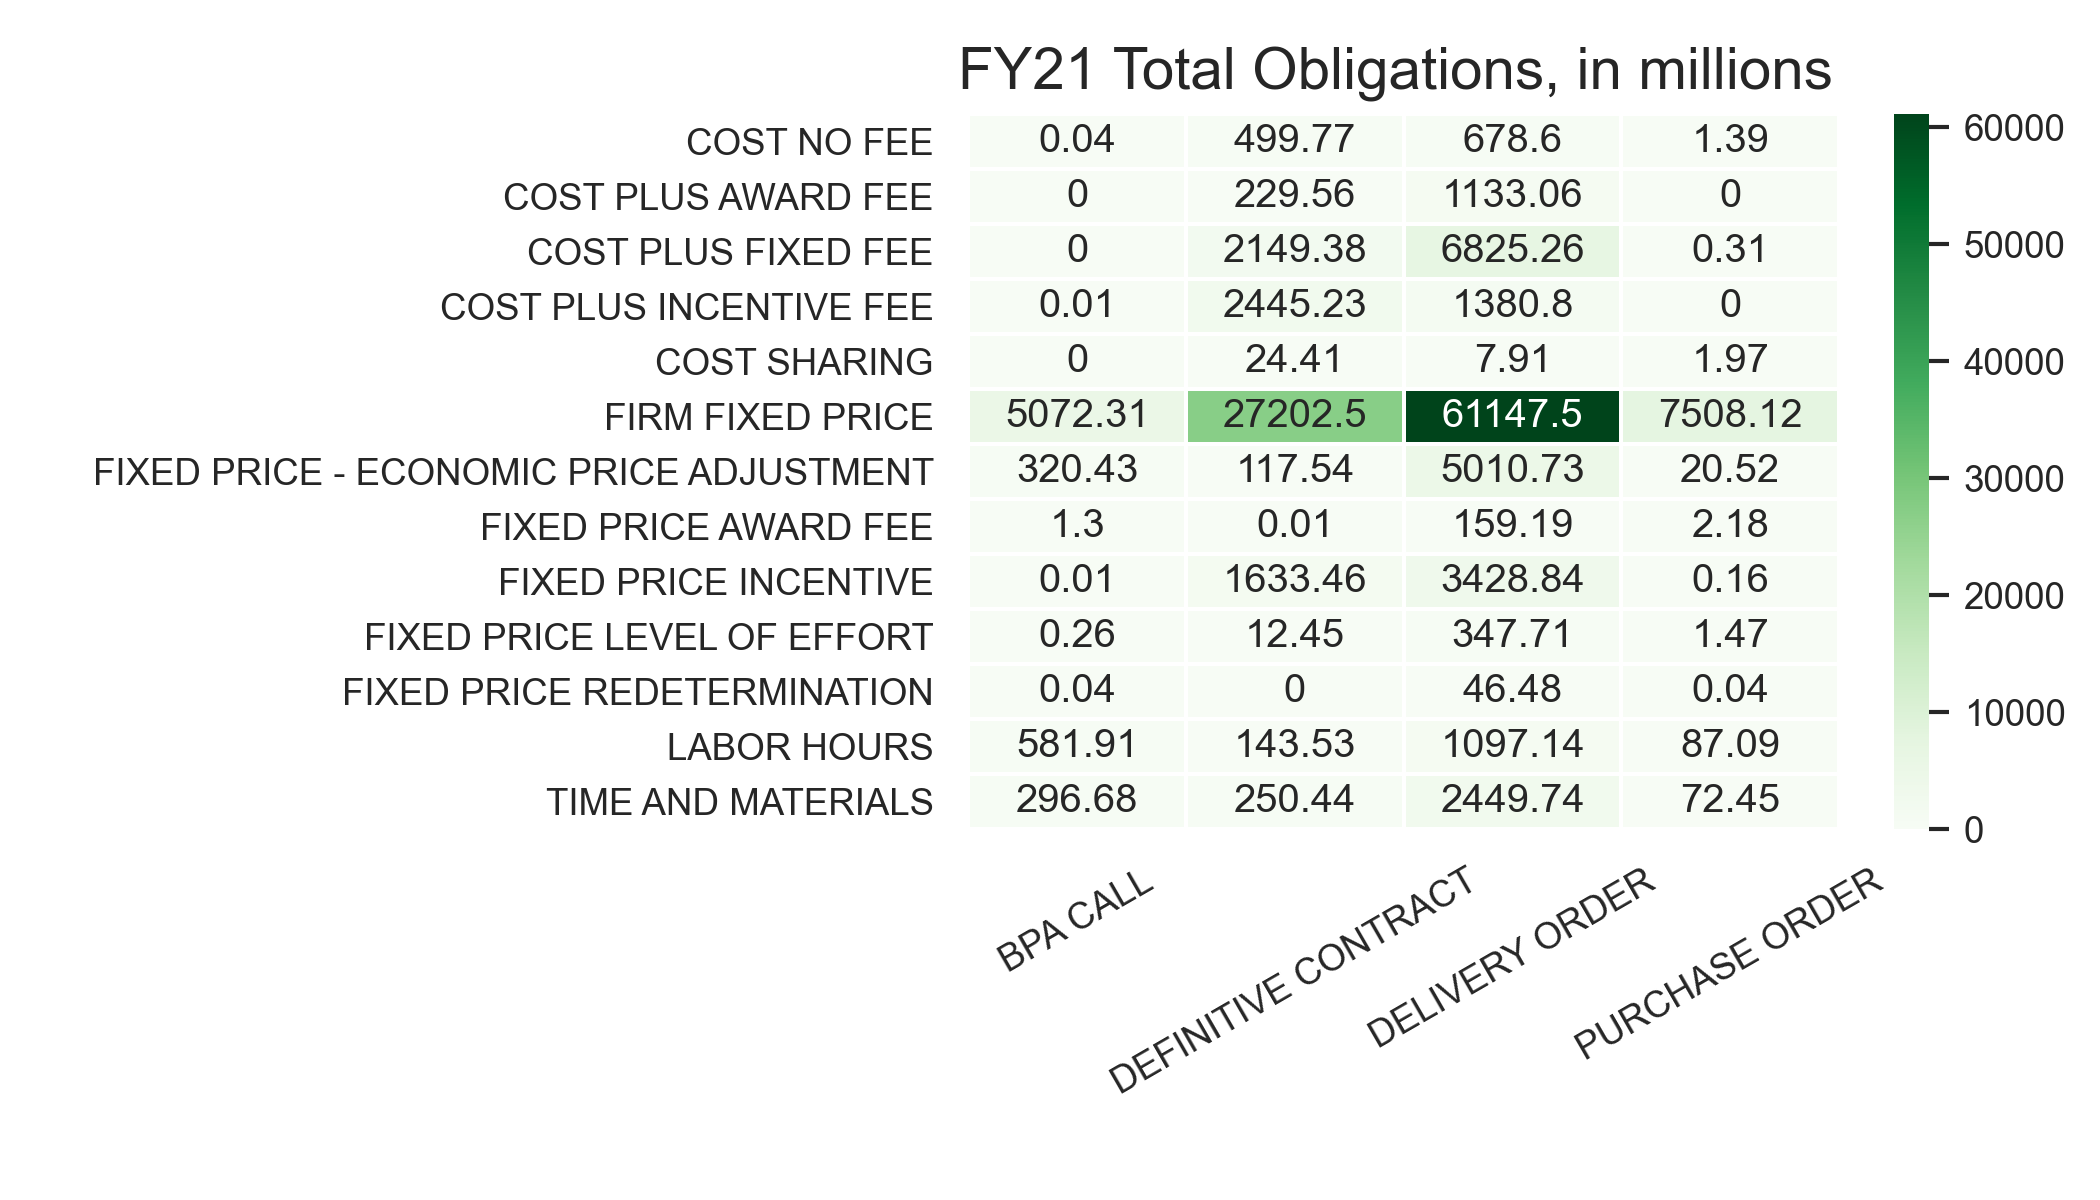 FY21 Total Obligations, in millions
COST NO FEE 0.04 499.77 678.6 1.39
COST PLUS AWARD FEE 0 229.56 1133.06 0
COST PLUS FIXED FEE 0 2149.38 6825.26 0.31
COST PLUS INCENTIVE FEE 0.01 2445.23 1380.8 0
COST SHARING 0 24.41 7.91 1.97
FIRM FIXED PRICE 5072.31 27202.5 61147.5 7508.12
FIXED PRICE - ECONOMIC PRICE ADJUSTMENT 320.43 117.54 5010.73 20.52
FIXED PRICE AWARD FEE 1.3 0.01 159.19 2.18
FIXED PRICE INCENTIVE 0.01 1633.46 3428.84 0.16
FIXED PRICE LEVEL OF EFFORT 0.26 12.45 347.71 1.47
FIXED PRICE REDETERMINATION 0.04 0 46.48 0.04
LABOR HOURS 581.91 143.53 1097.14 87.09
TIME AND MATERIALS 296.68 250.44 2449.74 72.45
BPA CALL
DEFINITIVE CONTRACT
DELIVERY ORDER
PURCHASE ORDER
60000
50000
40000
30000
20000
10000
0